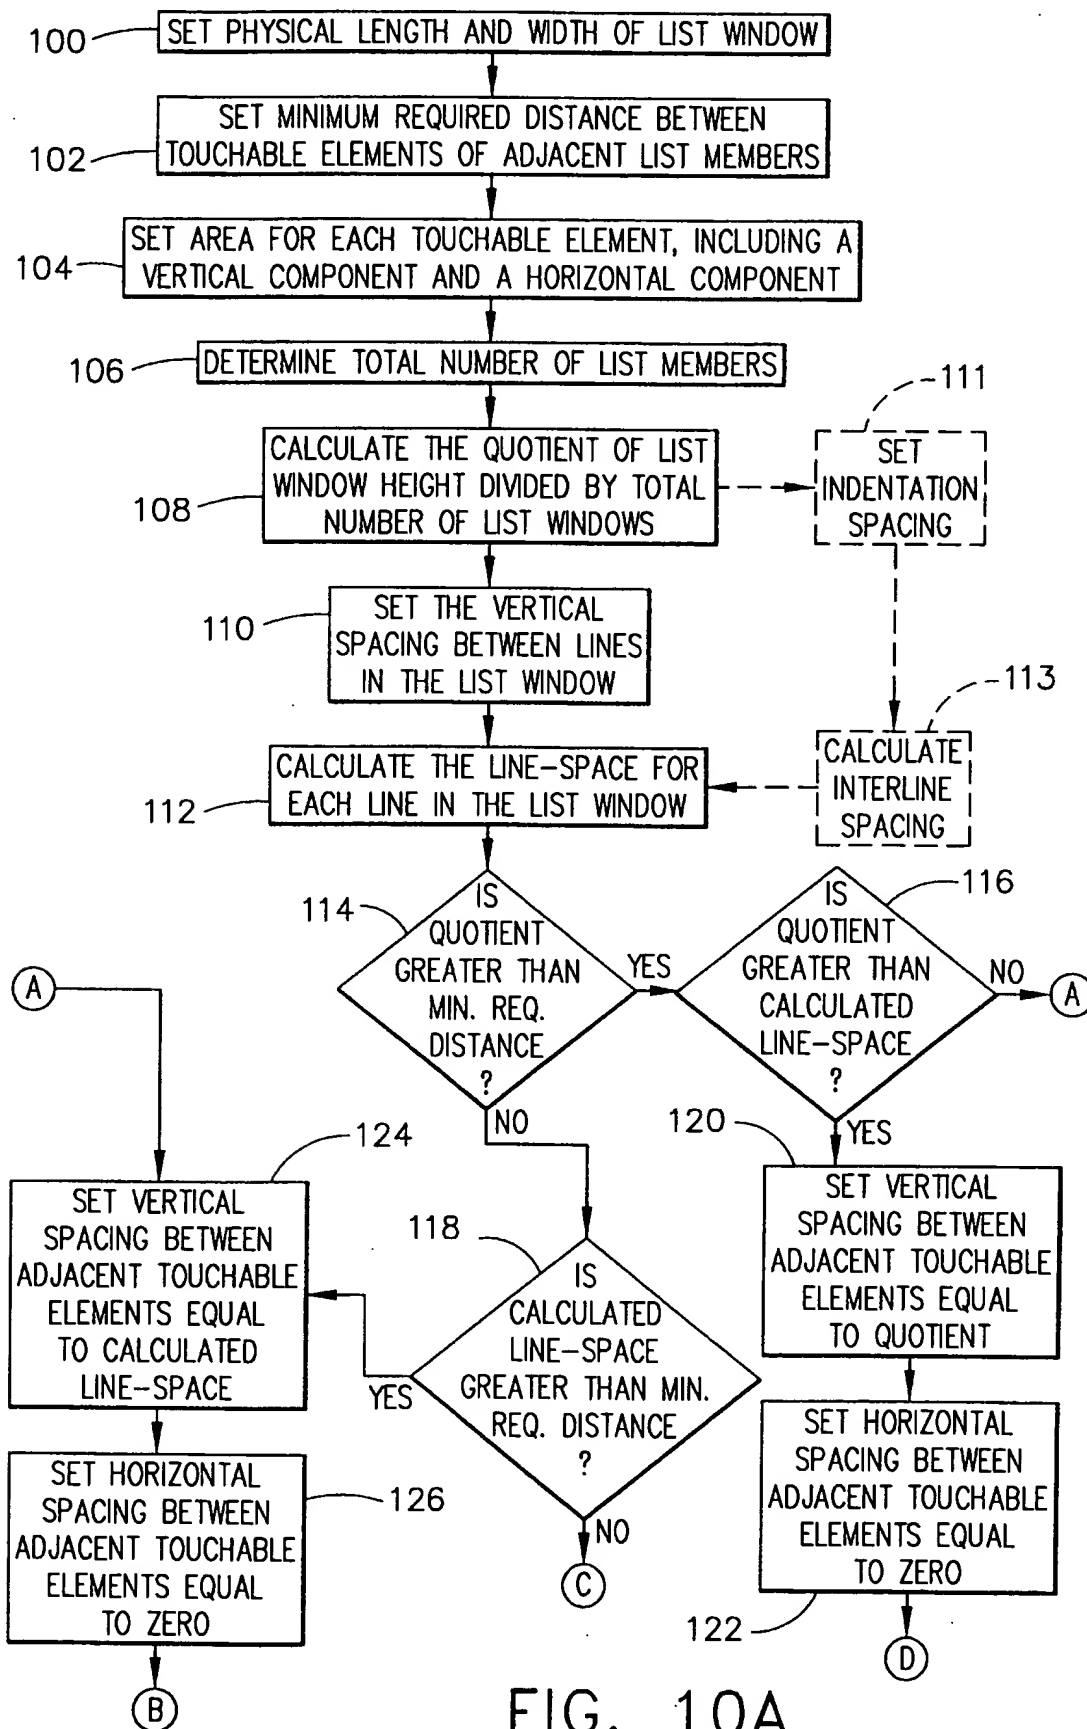 100
SET PHYSICAL LENGTH AND WIDTH OF LIST WINDOW
102
SET MINIMUM REQUIRED DISTANCE BETWEEN
TOUCHABLE ELEMENTS OF ADJACENT LIST MEMBERS
104
SET AREA FOR EACH TOUCHABLE ELEMENT, INCLUDING A
VERTICAL COMPONENT AND A HORIZONTAL COMPONENT
106
DETERMINE TOTAL NUMBER OF LIST MEMBERS
108
CALCULATE THE QUOTIENT OF LIST
WINDOW HEIGHT DIVIDED BY TOTAL
NUMBER OF LIST WINDOWS
111
SET
INDENTATION
SPACING
110
SET THE VERTICAL
SPACING BETWEEN LINES
IN THE LIST WINDOW
113
CALCULATE
INTERLINE
SPACING
112
CALCULATE THE LINE-SPACE FOR
EACH LINE IN THE LIST WINDOW
114
IS
QUOTIENT
GREATER THAN
MIN. REQ.
DISTANCE
?
YES
NO
116
IS
QUOTIENT
GREATER THAN
CALCULATED
LINE-SPACE
?
NO
A
YES
A
124
SET VERTICAL
SPACING BETWEEN
ADJACENT TOUCHABLE
ELEMENTS EQUAL
TO CALCULATED
LINE-SPACE
118
IS
CALCULATED
LINE-SPACE
GREATER THAN MIN.
REQ. DISTANCE
?
YES
NO
C
120
SET VERTICAL
SPACING BETWEEN
ADJACENT TOUCHABLE
ELEMENTS EQUAL
TO QUOTIENT
126
SET HORIZONTAL
SPACING BETWEEN
ADJACENT TOUCHABLE
ELEMENTS EQUAL
TO ZERO
B
122
SET HORIZONTAL
SPACING BETWEEN
ADJACENT TOUCHABLE
ELEMENTS EQUAL
TO ZERO
D
FIG. 10A